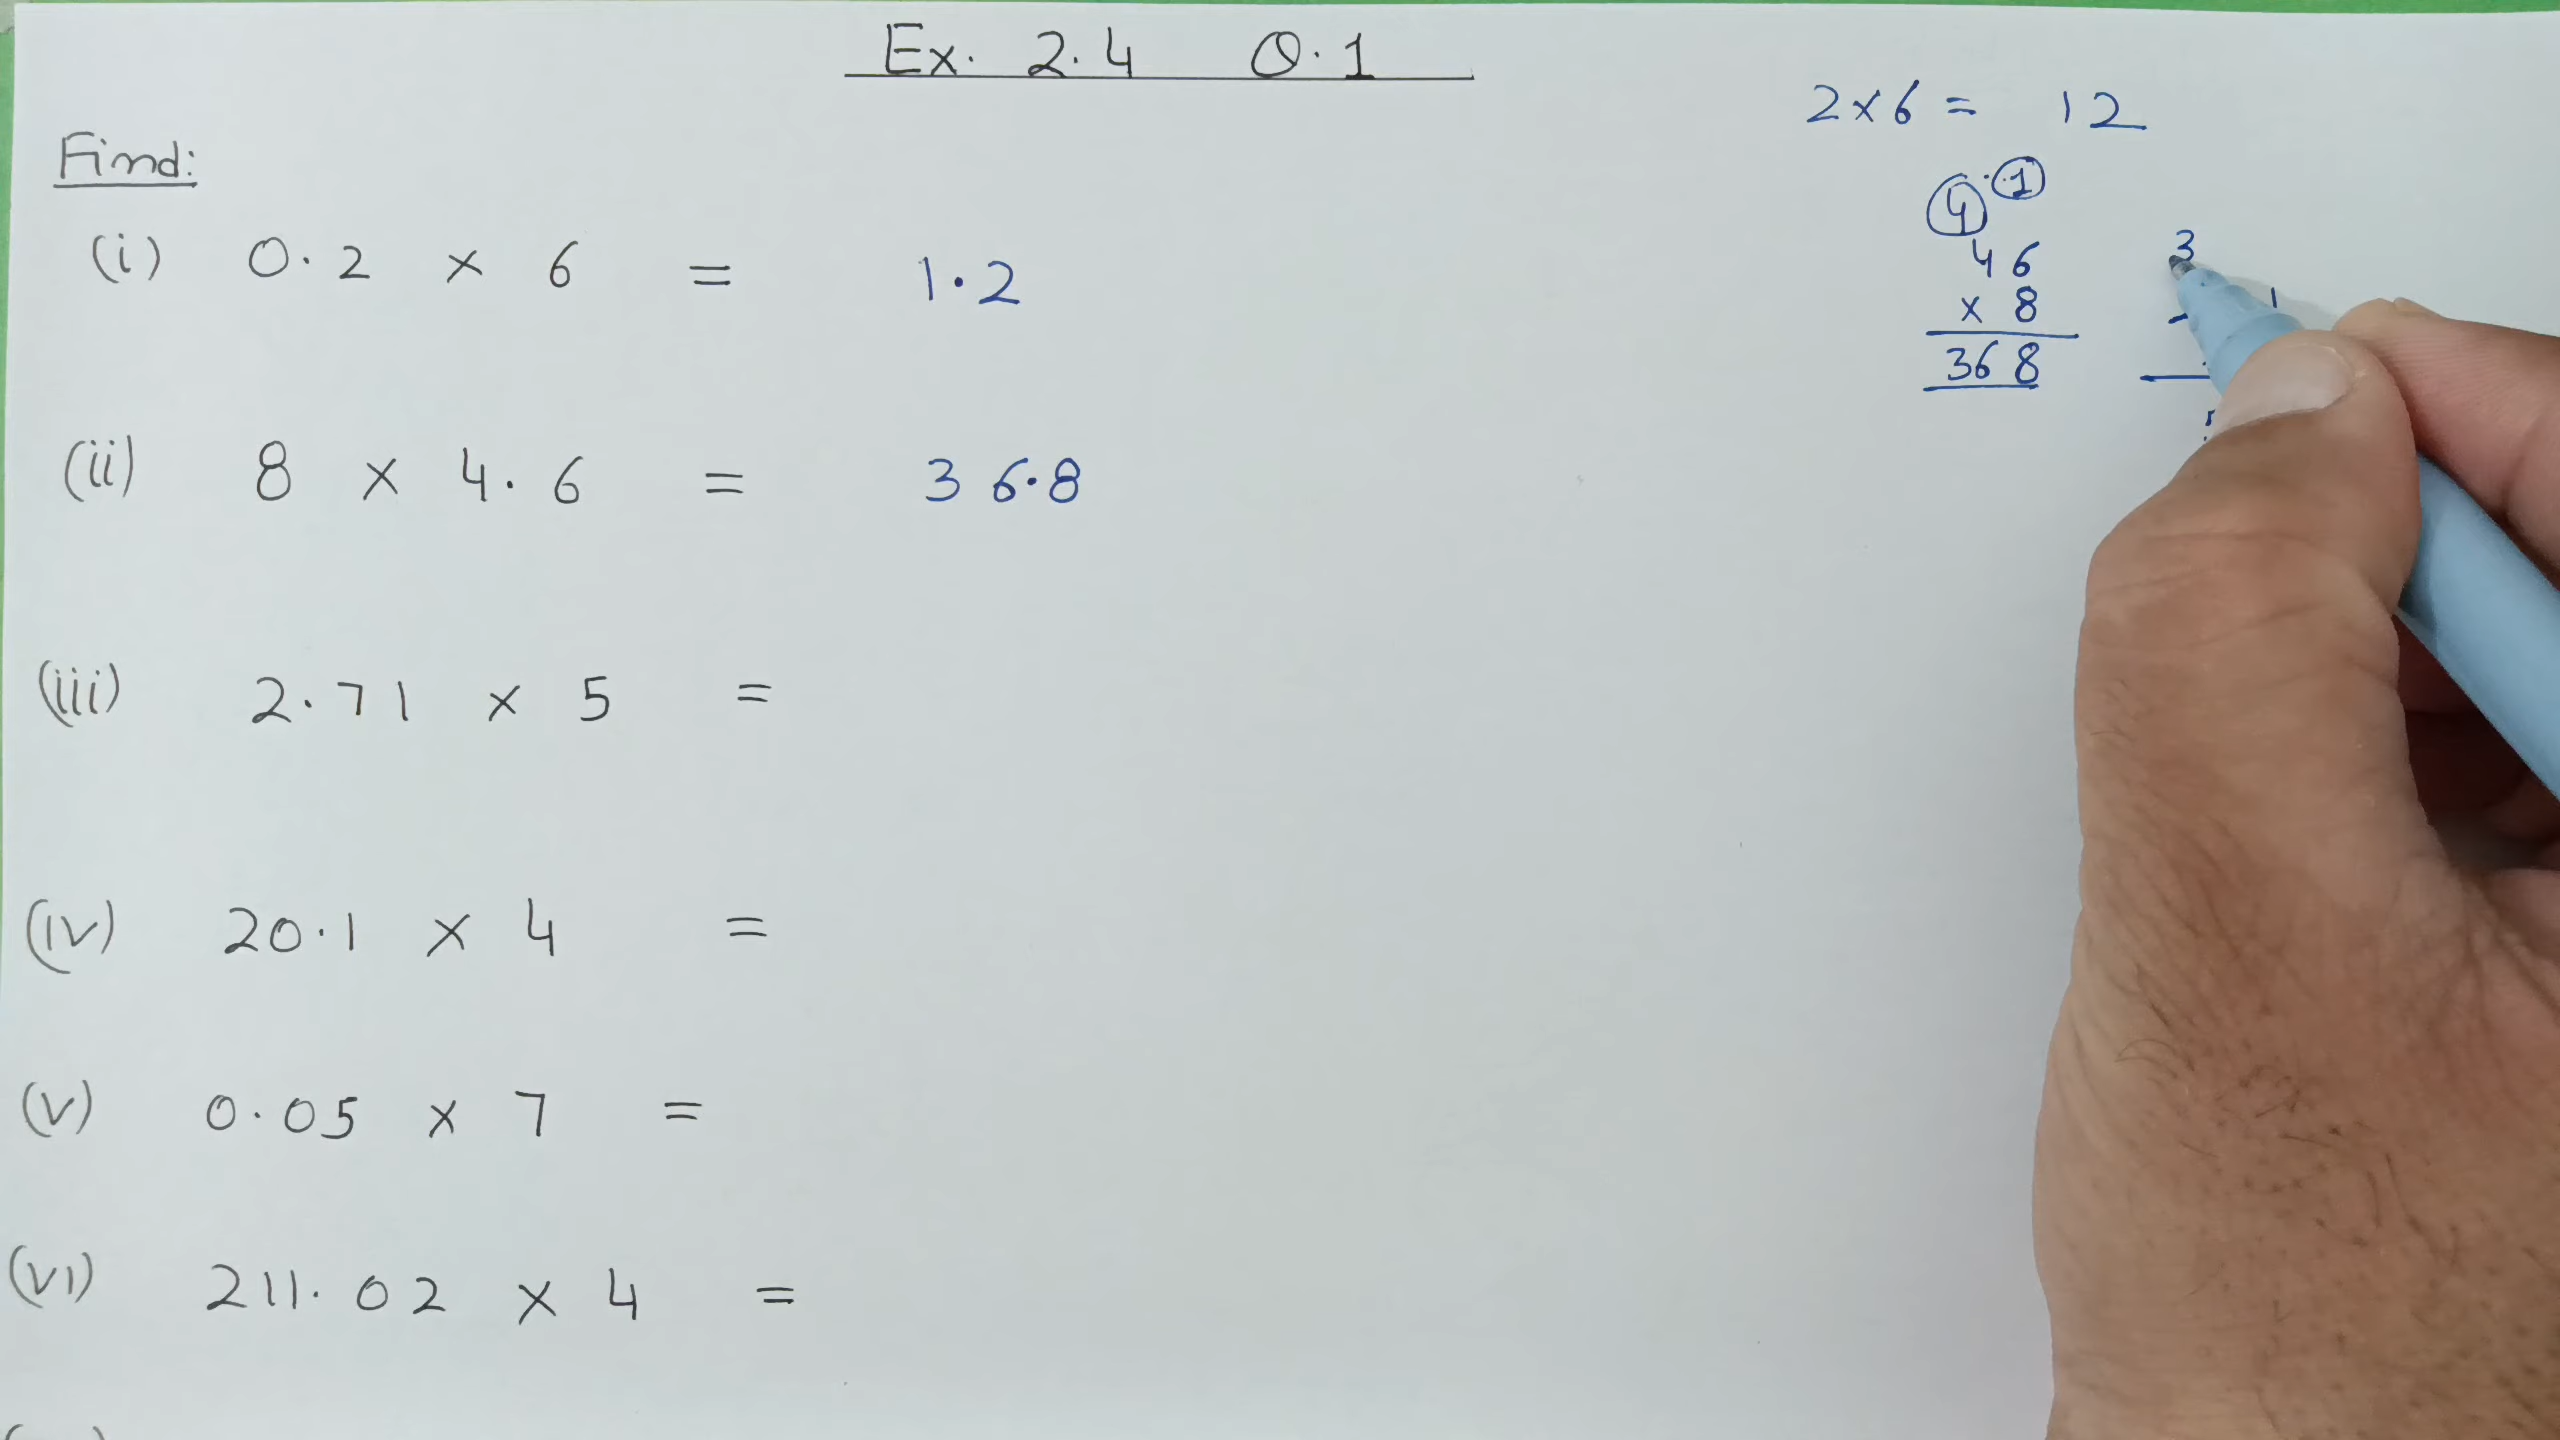 Ex. 2.4 Q.1
Find:
(i) 0.2 x 6 = 1.2
(ii) 8 x 4.6 = 36.8
(iii) 2.71 x 5 =
(iv) 20.1 x 4 =
(v) 0.05 x 7 =
(vi) 211.02 x 4 =
2x6 = 12
4 1
46
x 8
368
3
1